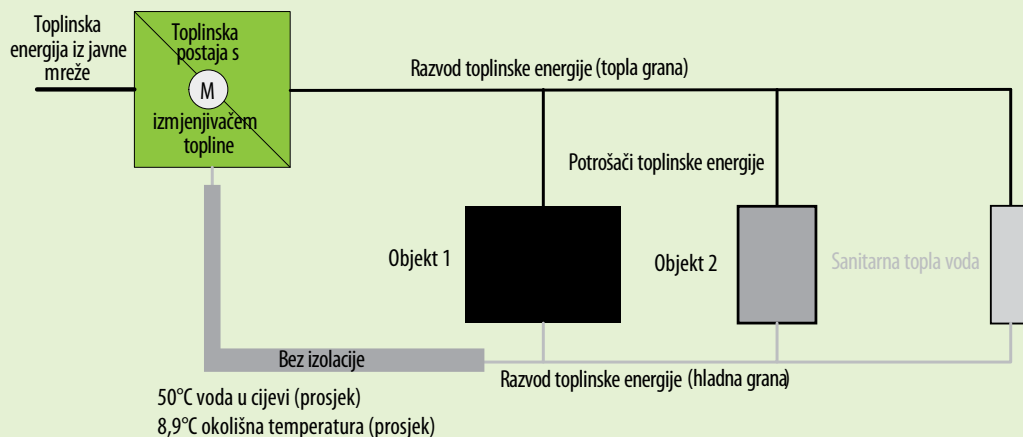 Toplinska
energija iz javne
mreže
Toplinska
postaja s
M
izmjenjivačem
topline
Razvod toplinske energije (topla grana)
Potrošači toplinske energije
Objekt 1
Objekt 2
Sanitarna topla voda
Bez izolacije
Razvod toplinske energije (hladna grana)
50°C voda u cijevi (prosjek)
8,9°C okolišna temperatura (prosjek)